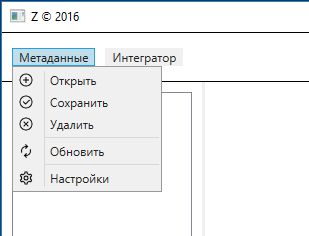 Z © 2016
Метаданные Интегратор
Открыть
Сохранить
Удалить
Обновить
Настройки